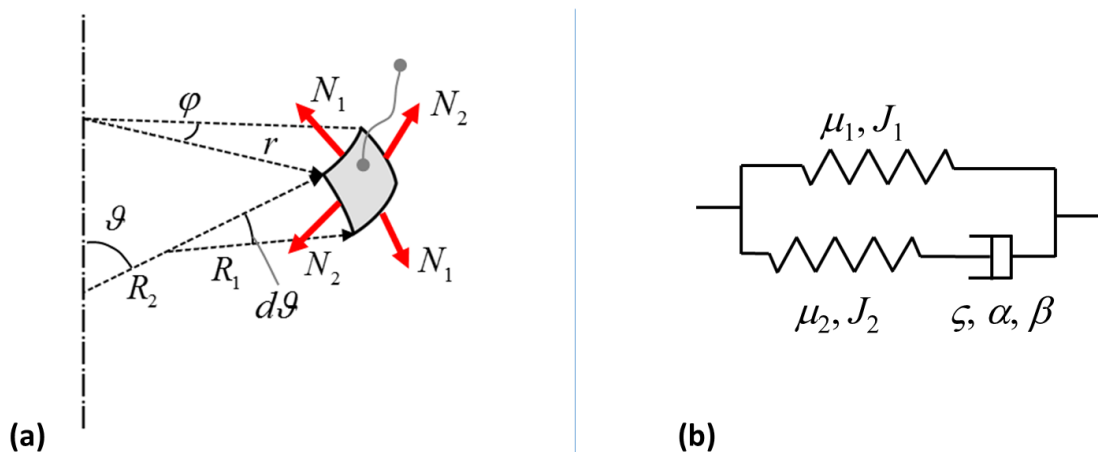 φ
r
N₁
N₂
ϑ
R₂
R₁
dϑ
N₂
N₁
(a)
μ₁, J₁
μ₂, J₂
ς, α, β
(b)